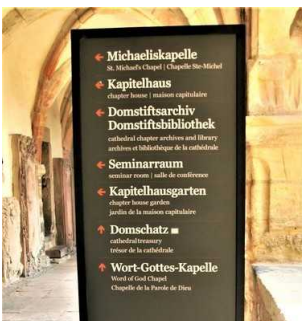 Michaeliskapelle
St. Michael's Chapel | Chapelle Ste-Michel
Kapitelhaus
chapter house | maison capitulaire
Domstiftsarchiv
Domstiftsbibliothek
cathedral chapter archives and library
archives et bibliothèque de la cathédrale
Seminarraum
seminar room | salle de conférence
Kapitelhausgarten
chapter house garden
jardin de la maison capitulaire
Domschatz
cathedral treasury
trésor de la cathédrale
Wort-Gottes-Kapelle
Word of God Chapel
Chapelle de la Parole de Dieu